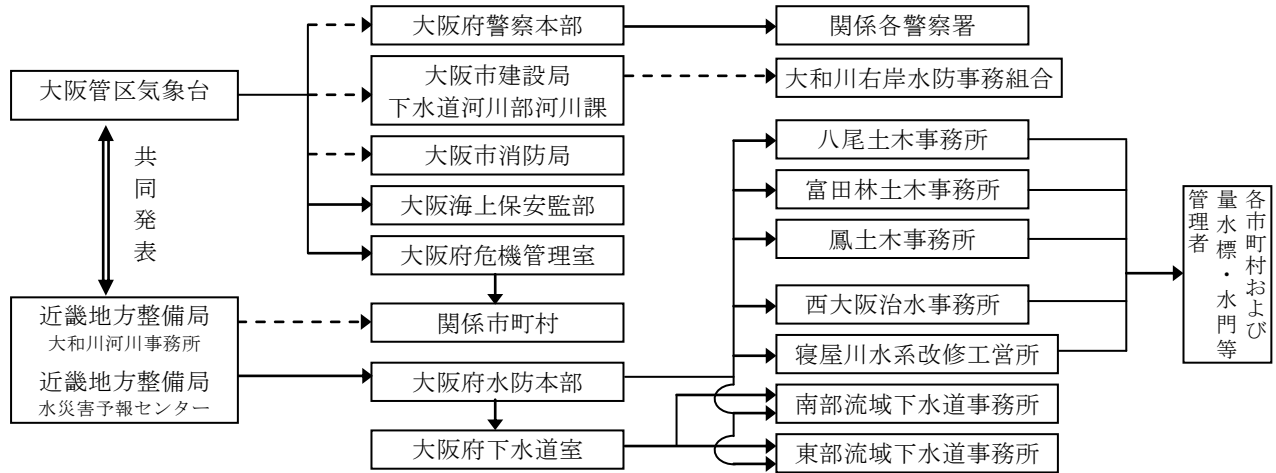 大阪管区気象台
共同発表
近畿地方整備局
大和川河川事務所
近畿地方整備局
水災害予報センター
大阪府警察本部
大阪市建設局
下水道河川部河川課
大阪市消防局
大阪海上保安監部
大阪府危機管理室
関係市町村
大阪府水防本部
大阪府下水道室
関係各警察署
大和川右岸水防事務組合
八尾土木事務所
富田林土木事務所
鳳土木事務所
西大阪治水事務所
寝屋川水系改修工営所
南部流域下水道事務所
東部流域下水道事務所
各市町村および
量水標・水門等
管理者